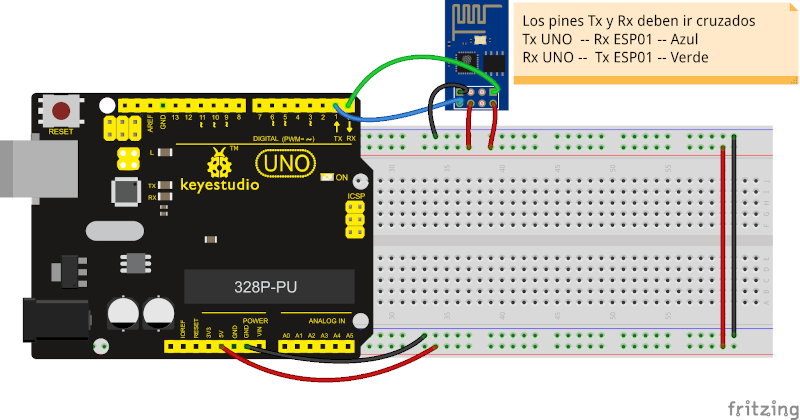 Los pines Tx y Rx deben ir cruzados
Tx UNO -- Rx ESP01 -- Azul
Rx UNO -- Tx ESP01 -- Verde
RESET
AREF
GND
13
12
11
10
9
8
7
6
5
4
3
2
1
TX
RX
DIGITAL (PWM=~)
L
TM
UNO
keyestudio
ON
TX
RX
ICSP
328P-PU
POWER
ANALOG IN
IOREF
RESET
3V3
5V
GND
GND
VIN
A0 A1 A2 A3 A4 A5
fritzing